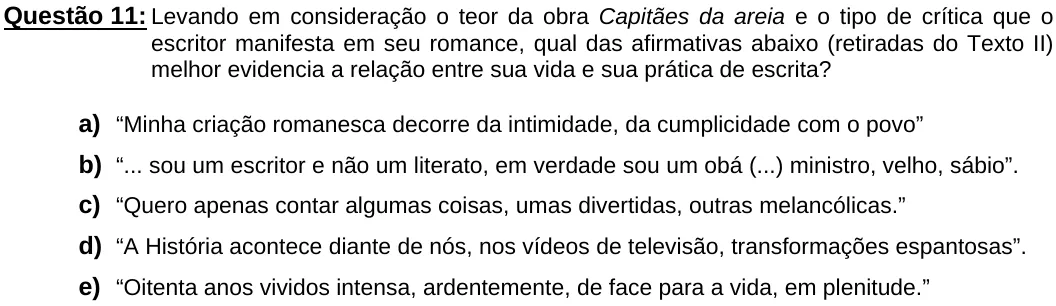 Questão 11: Levando em consideração o teor da obra Capitães da areia e o tipo de crítica que o
escritor manifesta em seu romance, qual das afirmativas abaixo (retiradas do Texto II)
melhor evidencia a relação entre sua vida e sua prática de escrita?
a) “Minha criação romanesca decorre da intimidade, da cumplicidade com o povo”
b) “... sou um escritor e não um literato, em verdade sou um obá (...) ministro, velho, sábio”.
c) “Quero apenas contar algumas coisas, umas divertidas, outras melancólicas.”
d) “A História acontece diante de nós, nos vídeos de televisão, transformações espantosas”.
e) “Oitenta anos vividos intensa, ardentemente, de face para a vida, em plenitude.”